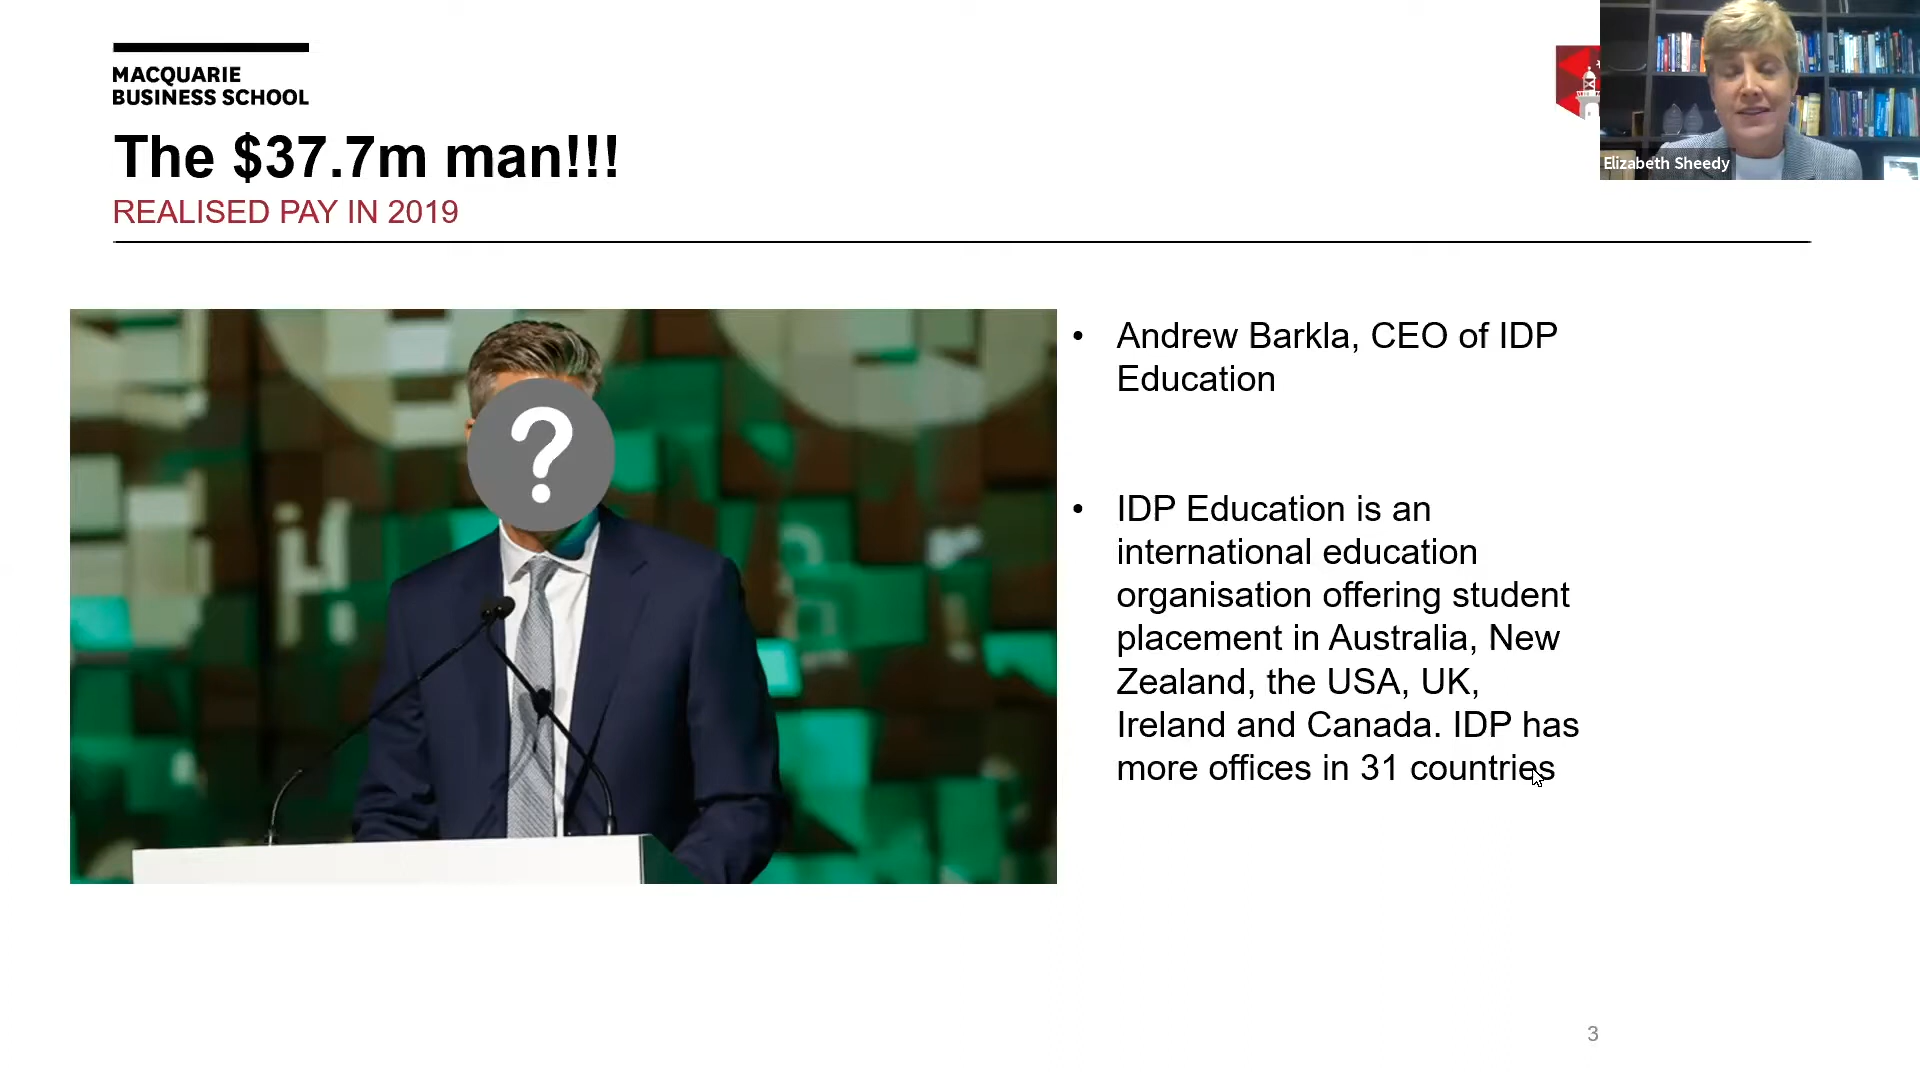 MACQUARIE
BUSINESS SCHOOL
The $37.7m man!!!
REALISED PAY IN 2019
Elizabeth Sheedy
?
• Andrew Barkla, CEO of IDP
Education
• IDP Education is an
international education
organisation offering student
placement in Australia, New
Zealand, the USA, UK,
Ireland and Canada. IDP has
more offices in 31 countries
3